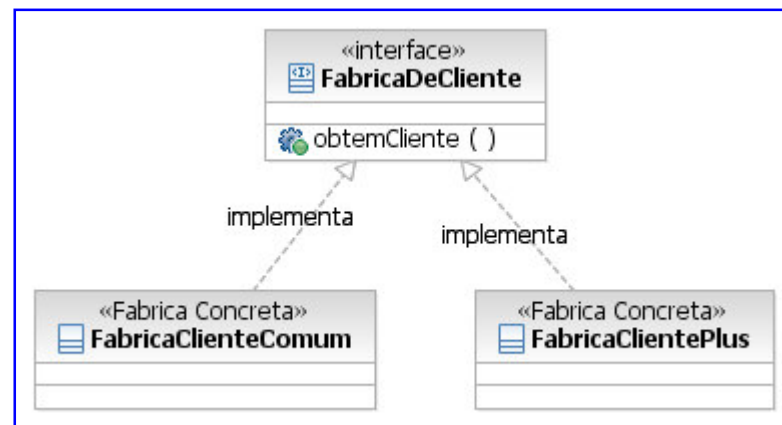 «interface»
FabricaDeCliente
obtemCliente ( )
implementa
implementa
«Fabrica Concreta»
FabricaClienteComum
«Fabrica Concreta»
FabricaClientePlus